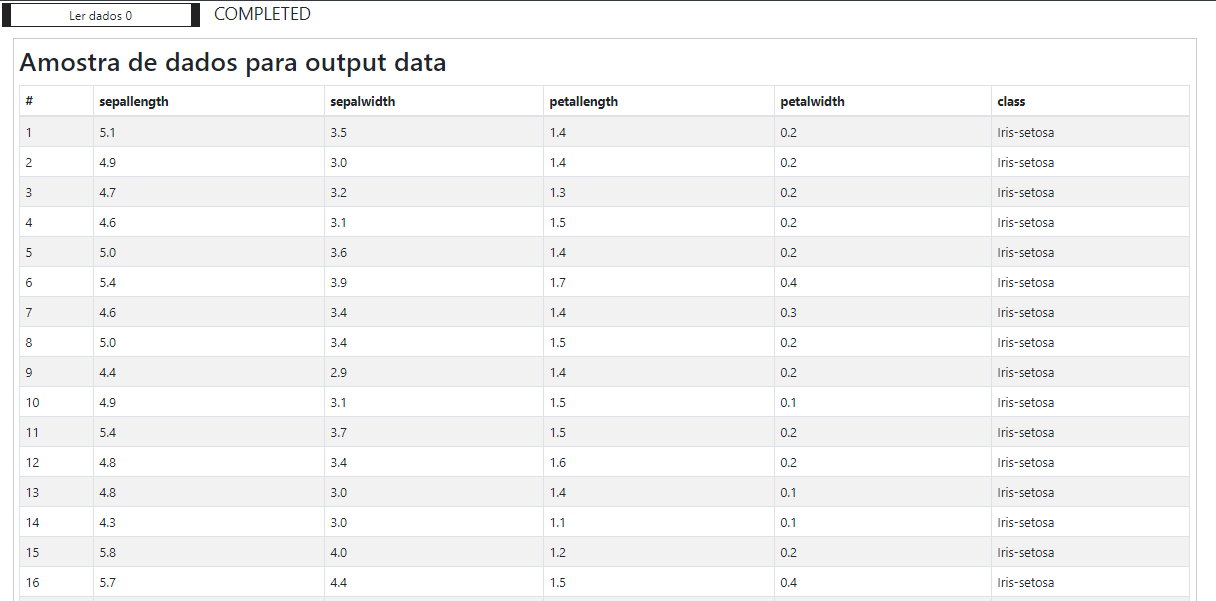 Ler dados 0 COMPLETED
Amostra de dados para output data
# sepallength sepalwidth petallength petalwidth class
1 5.1 3.5 1.4 0.2 Iris-setosa
2 4.9 3.0 1.4 0.2 Iris-setosa
3 4.7 3.2 1.3 0.2 Iris-setosa
4 4.6 3.1 1.5 0.2 Iris-setosa
5 5.0 3.6 1.4 0.2 Iris-setosa
6 5.4 3.9 1.7 0.4 Iris-setosa
7 4.6 3.4 1.4 0.3 Iris-setosa
8 5.0 3.4 1.5 0.2 Iris-setosa
9 4.4 2.9 1.4 0.2 Iris-setosa
10 4.9 3.1 1.5 0.1 Iris-setosa
11 5.4 3.7 1.5 0.2 Iris-setosa
12 4.8 3.4 1.6 0.2 Iris-setosa
13 4.8 3.0 1.4 0.1 Iris-setosa
14 4.3 3.0 1.1 0.1 Iris-setosa
15 5.8 4.0 1.2 0.2 Iris-setosa
16 5.7 4.4 1.5 0.4 Iris-setosa